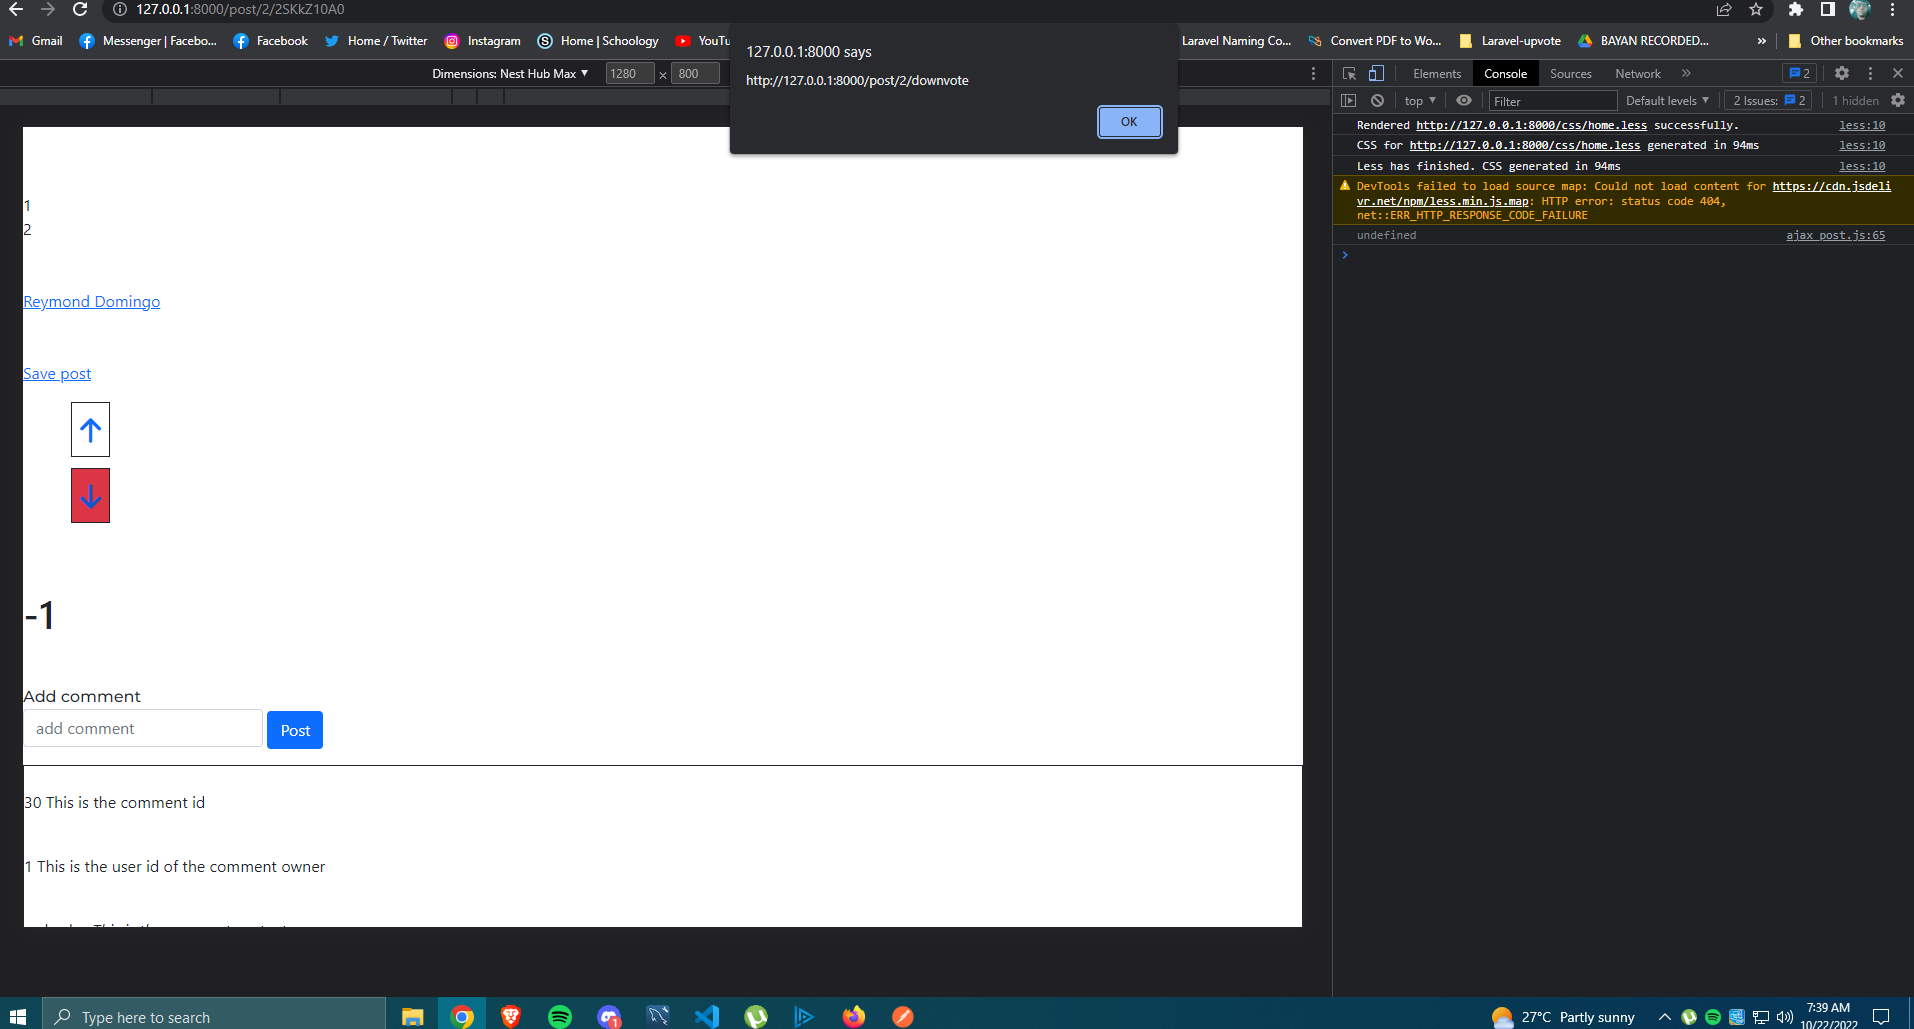 127.0.0.1:8000/post/2/2SKkZ10A0
Gmail Messenger | Facebo... Facebook Home / Twitter Instagram Home | Schoology YouTu Laravel Naming Co... Convert PDF to Wo... Laravel-upvote BAYAN RECORDED... » Other bookmarks
127.0.0.1:8000 says
http://127.0.0.1:8000/post/2/downvote
OK
Dimensions: Nest Hub Max ▼ 1280 × 800
Elements Console Sources Network » 2
top ▼ Filter Default levels ▼ 2 Issues: 2 1 hidden
Rendered http://127.0.0.1:8000/css/home.less successfully. less:10
CSS for http://127.0.0.1:8000/css/home.less generated in 94ms less:10
Less has finished. CSS generated in 94ms less:10
DevTools failed to load source map: Could not load content for https://cdn.jsdeli
vr.net/npm/less.min.js.map: HTTP error: status code 404,
net::ERR_HTTP_RESPONSE_CODE_FAILURE
undefined ajax_post.js:65
1
2
Reymond Domingo
Save post
-1
Add comment
add comment Post
30 This is the comment id
1 This is the user id of the comment owner
Type here to search
1
27°C Partly sunny
7:39 AM
10/22/2022